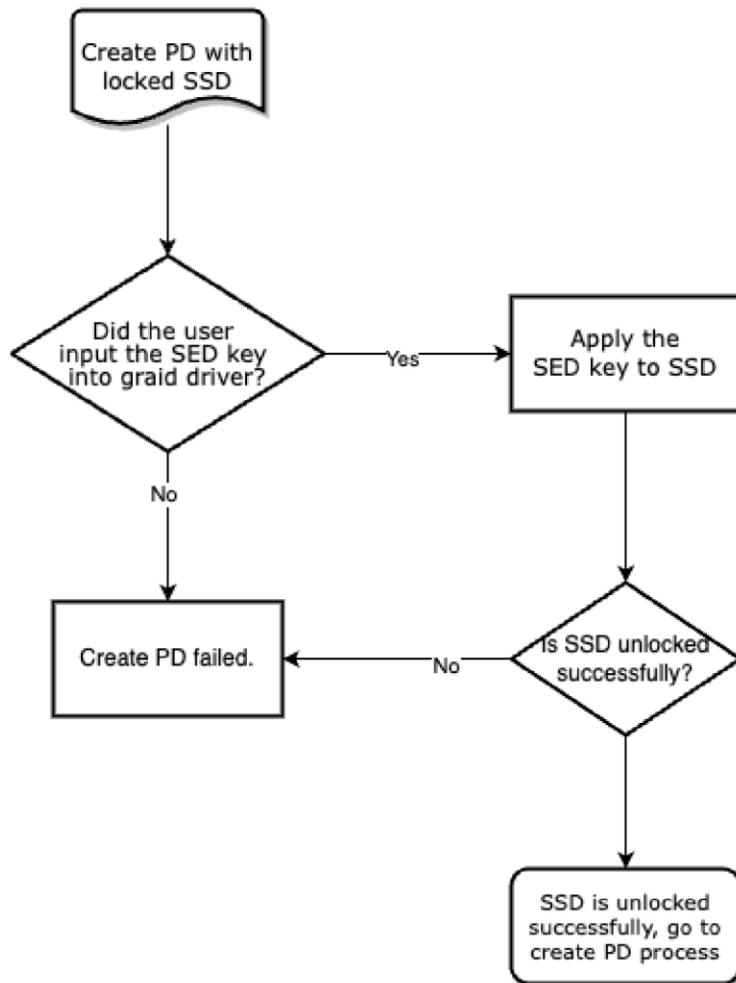 Create PD with
locked SSD
Did the user
input the SED key
into graid driver?
Yes
Apply the
SED key to SSD
No
Create PD failed.
No
Is SSD unlocked
successfully?
SSD is unlocked
successfully, go to
create PD process